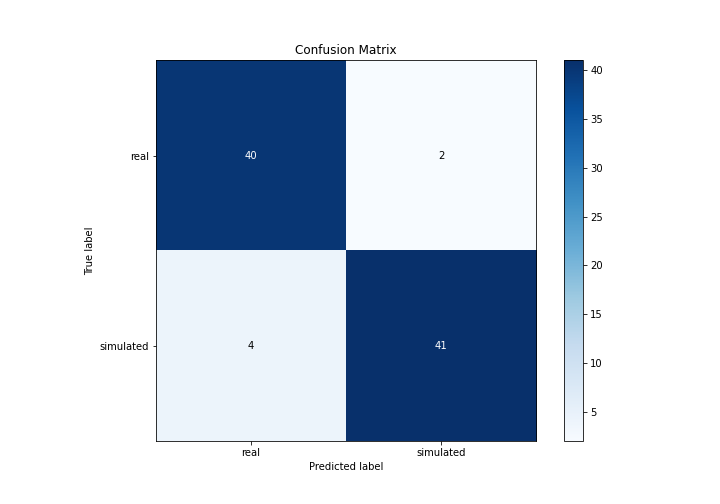 Confusion Matrix
True label
real
simulated
40
2
4
41
real
simulated
Predicted label
40
35
30
25
20
15
10
5